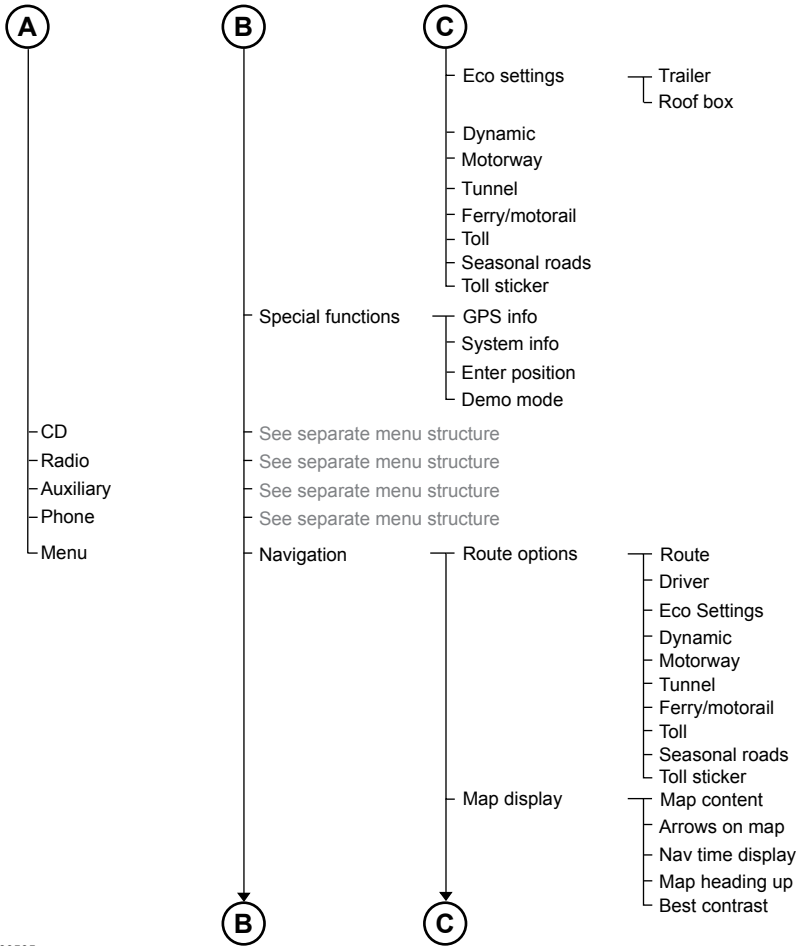 A B C
Eco settings Trailer
Roof box
Dynamic
Motorway
Tunnel
Ferry/motorail
Toll
Seasonal roads
Toll sticker
Special functions GPS info
System info
Enter position
Demo mode
CD See separate menu structure
Radio See separate menu structure
Auxiliary See separate menu structure
Phone See separate menu structure
Menu Navigation Route options Route
Driver
Eco Settings
Dynamic
Motorway
Tunnel
Ferry/motorail
Toll
Seasonal roads
Toll sticker
Map display Map content
Arrows on map
Nav time display
Map heading up
Best contrast
B C